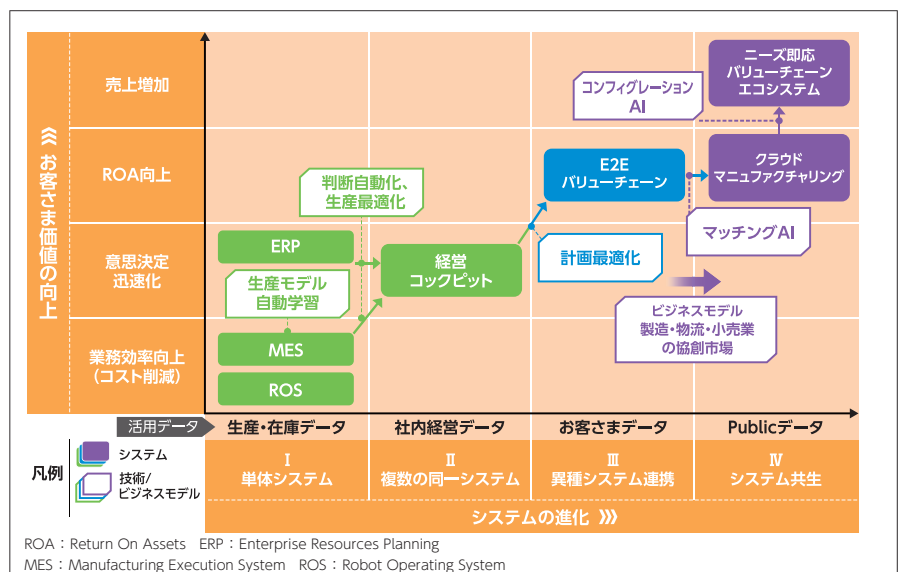 お客さま価値の向上
売上増加
ROA向上
意思決定
迅速化
業務効率向上
(コスト削減)
ニーズ即応
バリューチェーン
エコシステム
コンフィグレーション
AI
E2E
バリューチェーン
クラウド
マニュファクチャリング
判断自動化、
生産最適化
マッチングAI
ERP
経営
コックピット
計画最適化
生産モデル
自動学習
ビジネスモデル
製造・物流・小売業
の協創市場
MES
ROS
活用データ
生産・在庫データ
社内経営データ
お客さまデータ
Publicデータ
凡例
システム
技術/
ビジネスモデル
Ⅰ
単体システム
Ⅱ
複数の同一システム
Ⅲ
異種システム連携
Ⅳ
システム共生
システムの進化
ROA：Return On Assets ERP：Enterprise Resources Planning
MES：Manufacturing Execution System ROS：Robot Operating System